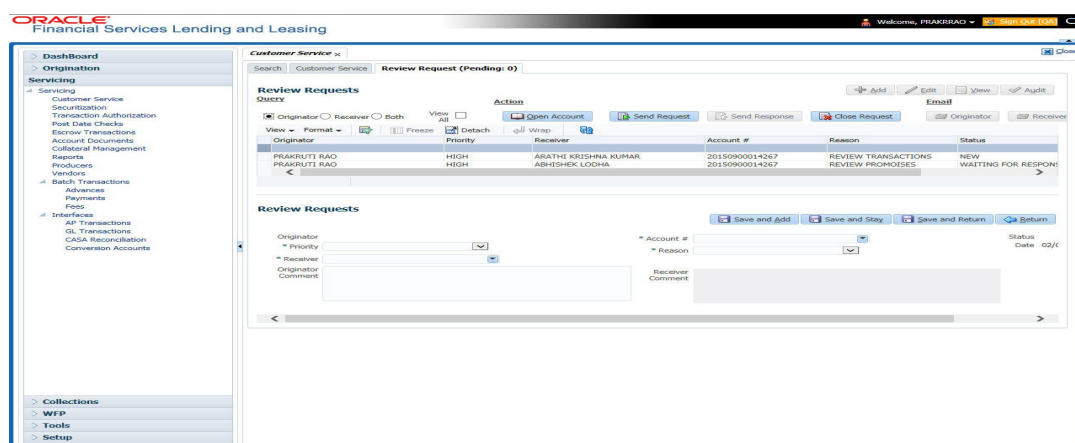 ORACLE®
Financial Services Lending and Leasing
Welcome, PRAKRRAO
Sign Out [QA]
DashBoard
Origination
Servicing
Servicing
Customer Service
Securitization
Transaction Authorization
Post Date Checks
Escrow Transactions
Account Documents
Collateral Management
Reports
Producers
Vendors
Batch Transactions
Advances
Payments
Fees
Interfaces
AP Transactions
GL Transactions
CASA Reconciliation
Conversion Accounts
Collections
WFP
Tools
Setup
Customer Service x
Close
Search Customer Service Review Request (Pending: 0)
Review Requests
Add Edit View Audit
Query Action Email
Originator Receiver Both View All Open Account Send Request Send Response Close Request Originator Receiver
View Format Freeze Detach Wrap
Originator Priority Receiver Account # Reason Status
PRAKRUTI RAO HIGH ARATHI KRISHNA KUMAR 20150900014267 REVIEW TRANSACTIONS NEW
PRAKRUTI RAO HIGH ABHISHEK LODHA 20150900014267 REVIEW PROMOISES WAITING FOR RESPONS
Review Requests
Save and Add Save and Stay Save and Return Return
Originator * Account # Status
* Priority * Reason Date 02/0
* Receiver
Originator Comment Receiver Comment